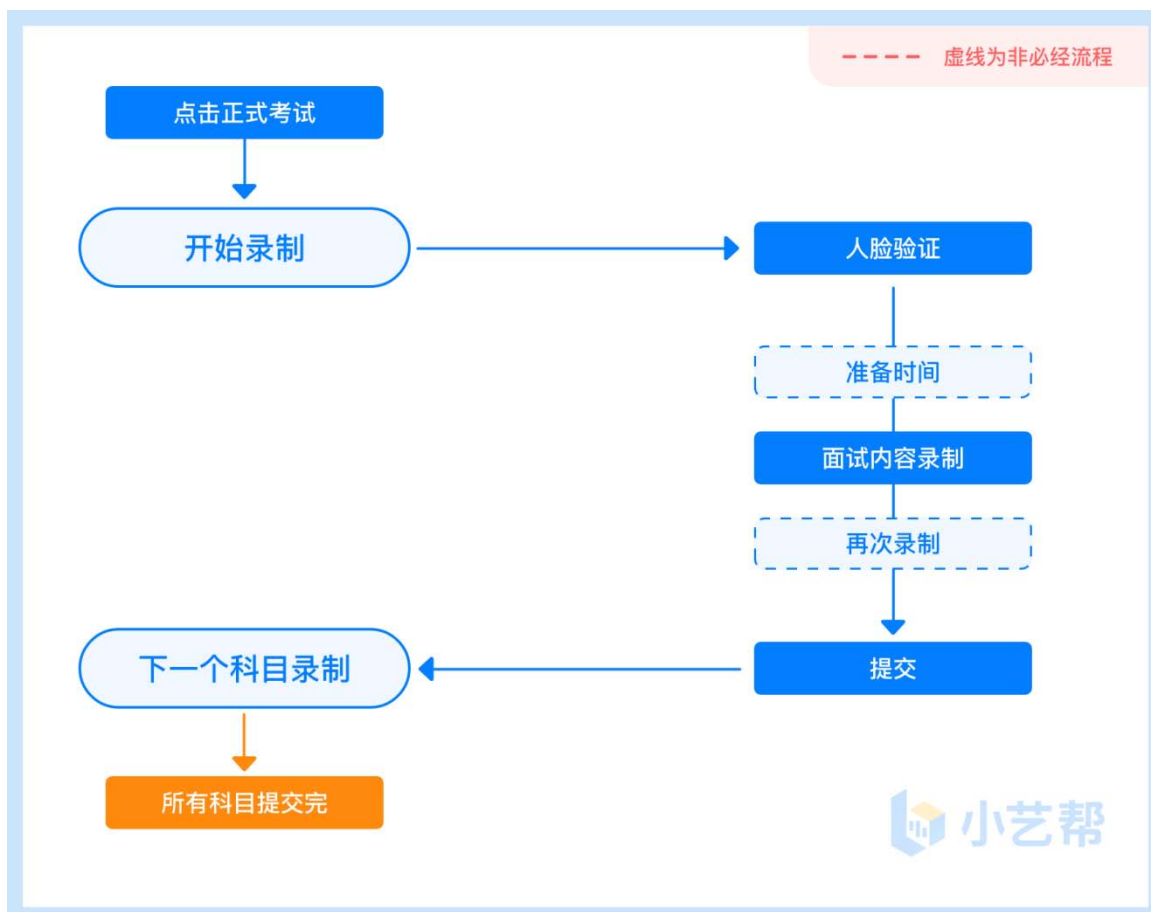 虚线为非必经流程
点击正式考试
开始录制
人脸验证
准备时间
面试内容录制
再次录制
提交
下一个科目录制
所有科目提交完
小艺帮